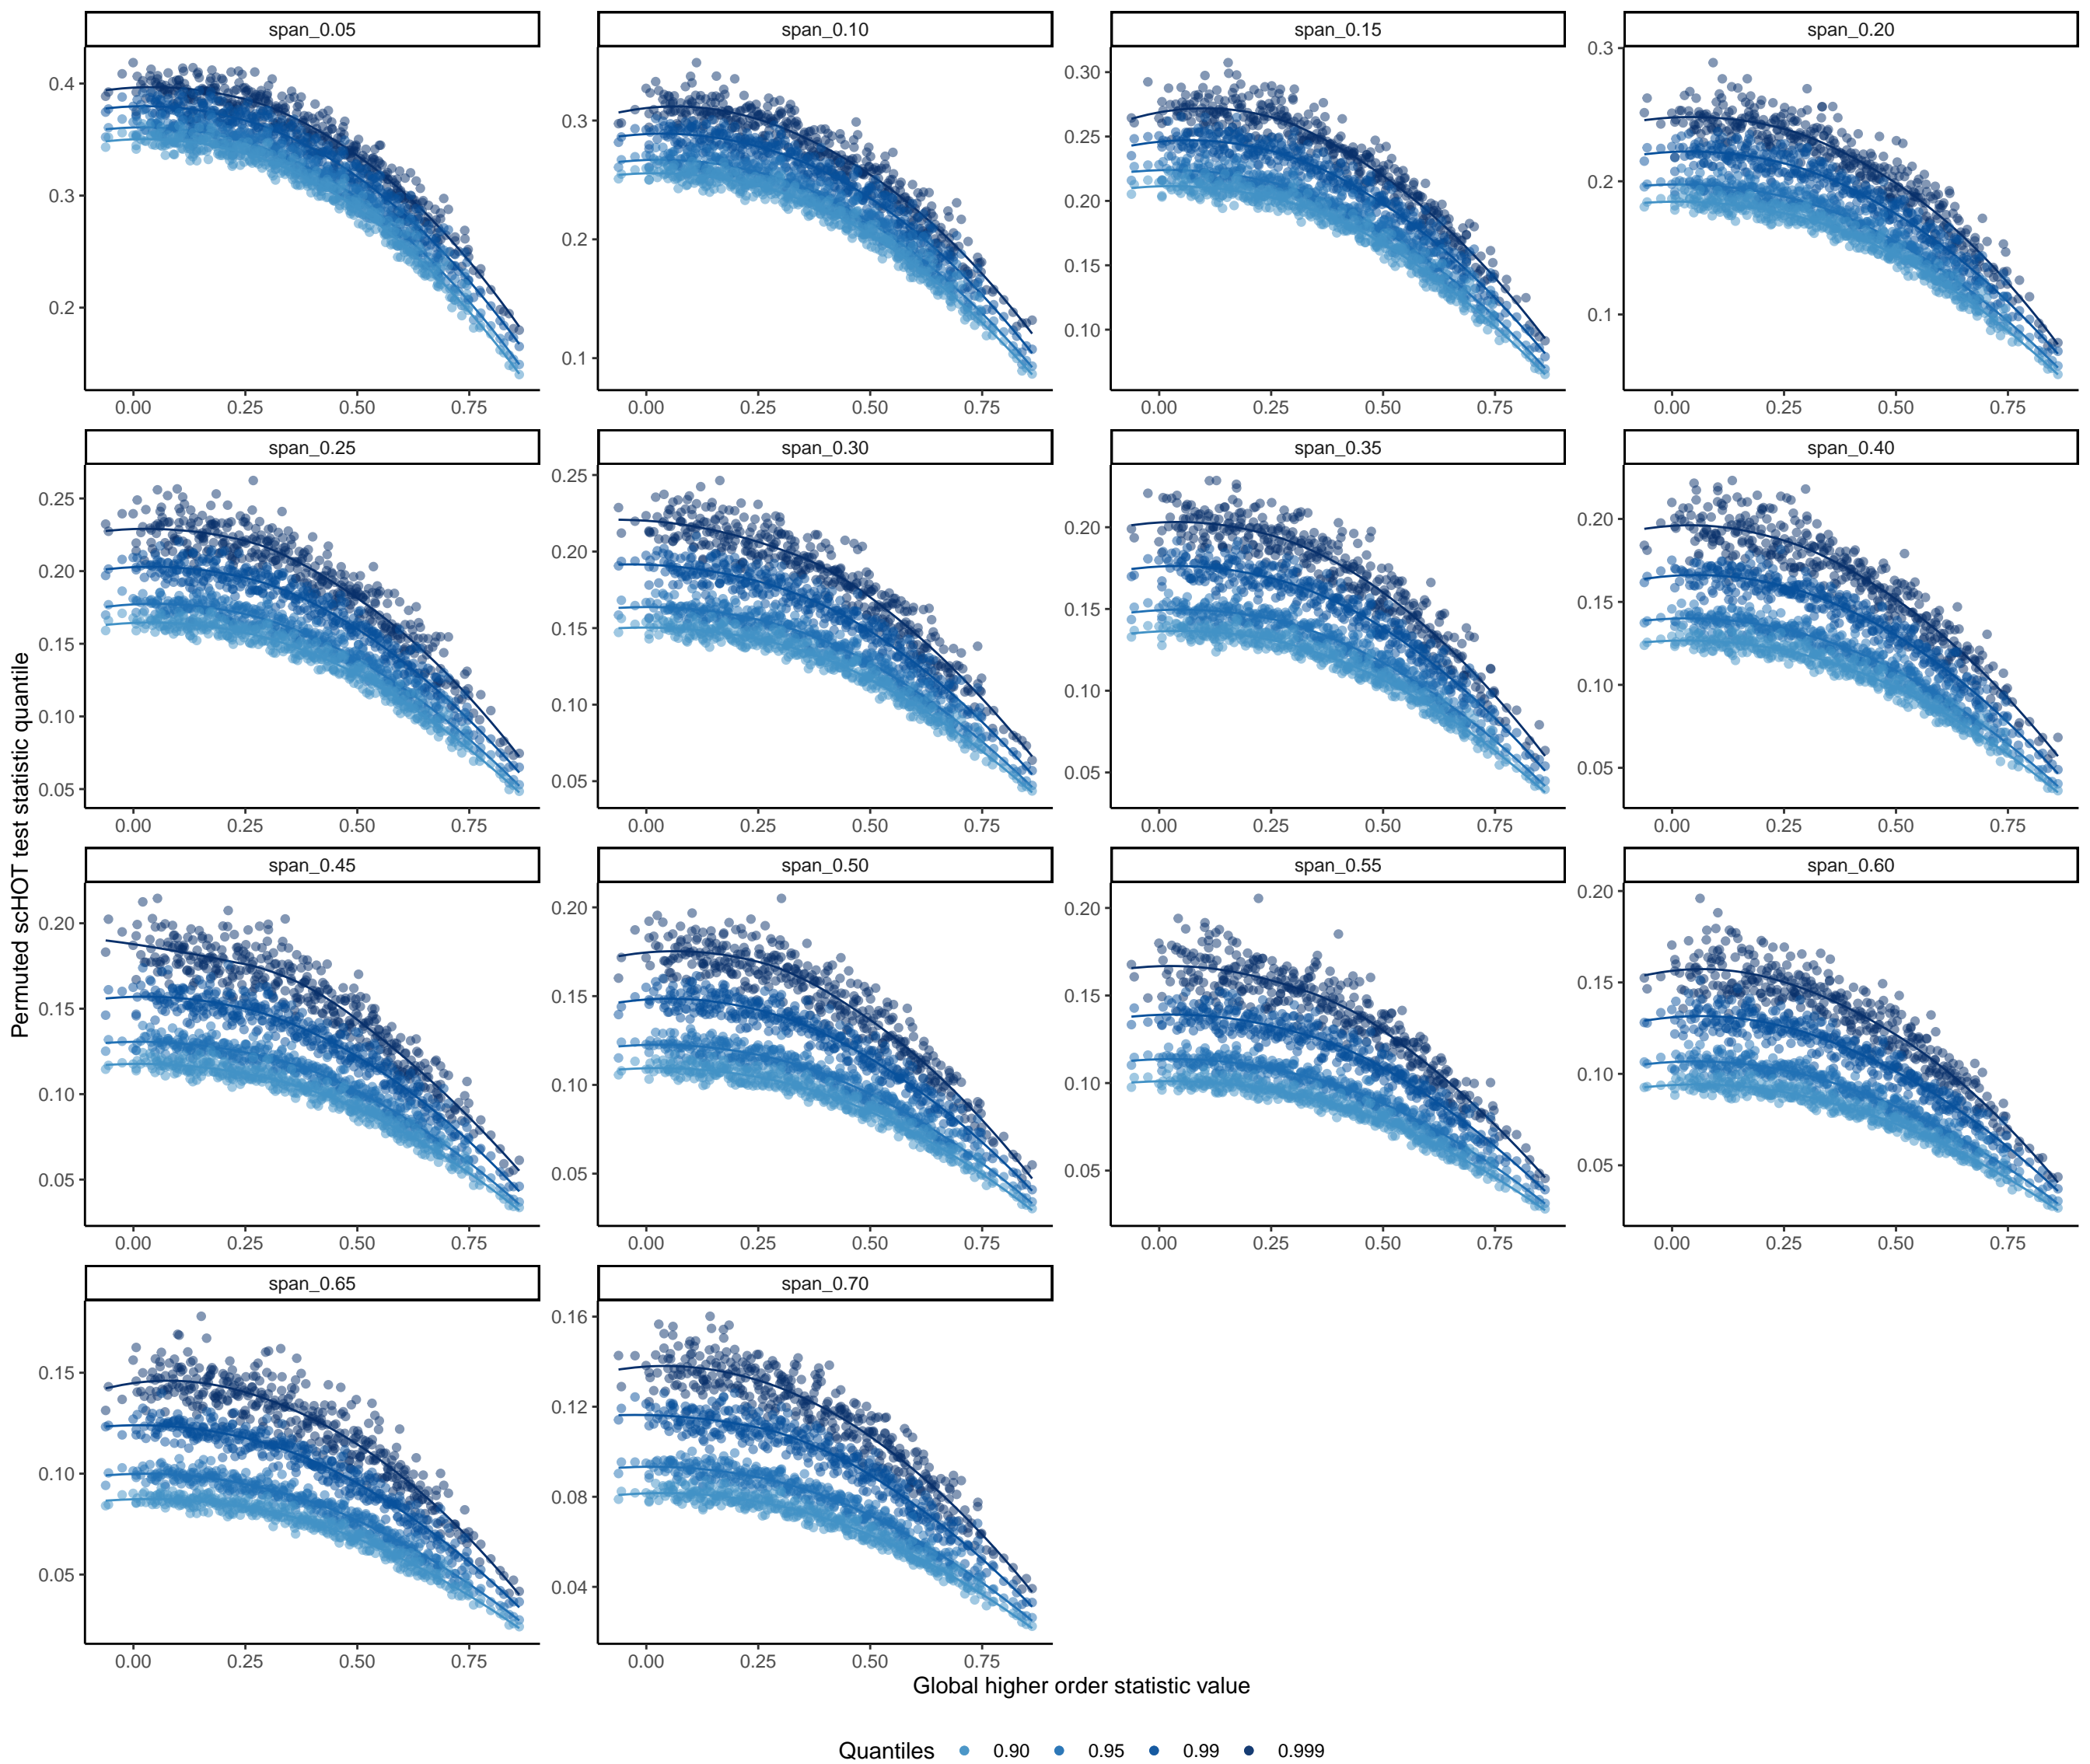 span_0.05 span_0.10 span_0.15 span_0.20
0.4 0.3 0.2
0.3 0.2 0.1
0.30 0.25 0.20 0.15 0.10
0.3 0.2 0.1
0.00 0.25 0.50 0.75 0.00 0.25 0.50 0.75 0.00 0.25 0.50 0.75 0.00 0.25 0.50 0.75
span_0.25 span_0.30 span_0.35 span_0.40
0.25 0.20 0.15 0.10 0.05
0.25 0.20 0.15 0.10 0.05
0.20 0.15 0.10 0.05
0.20 0.15 0.10 0.05
0.00 0.25 0.50 0.75 0.00 0.25 0.50 0.75 0.00 0.25 0.50 0.75 0.00 0.25 0.50 0.75
Permuted scHOT test statistic quantile
span_0.45 span_0.50 span_0.55 span_0.60
0.20 0.15 0.10 0.05
0.20 0.15 0.10 0.05
0.20 0.15 0.10 0.05
0.20 0.15 0.10 0.05
0.00 0.25 0.50 0.75 0.00 0.25 0.50 0.75 0.00 0.25 0.50 0.75 0.00 0.25 0.50 0.75
span_0.65 span_0.70
0.15 0.10 0.05
0.16 0.12 0.08 0.04
0.00 0.25 0.50 0.75 0.00 0.25 0.50 0.75
Global higher order statistic value
Quantiles 0.90 0.95 0.99 0.999